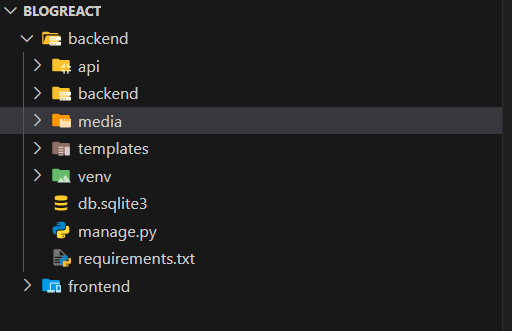 BLOGREACT
backend
api
backend
media
templates
venv
db.sqlite3
manage.py
requirements.txt
frontend